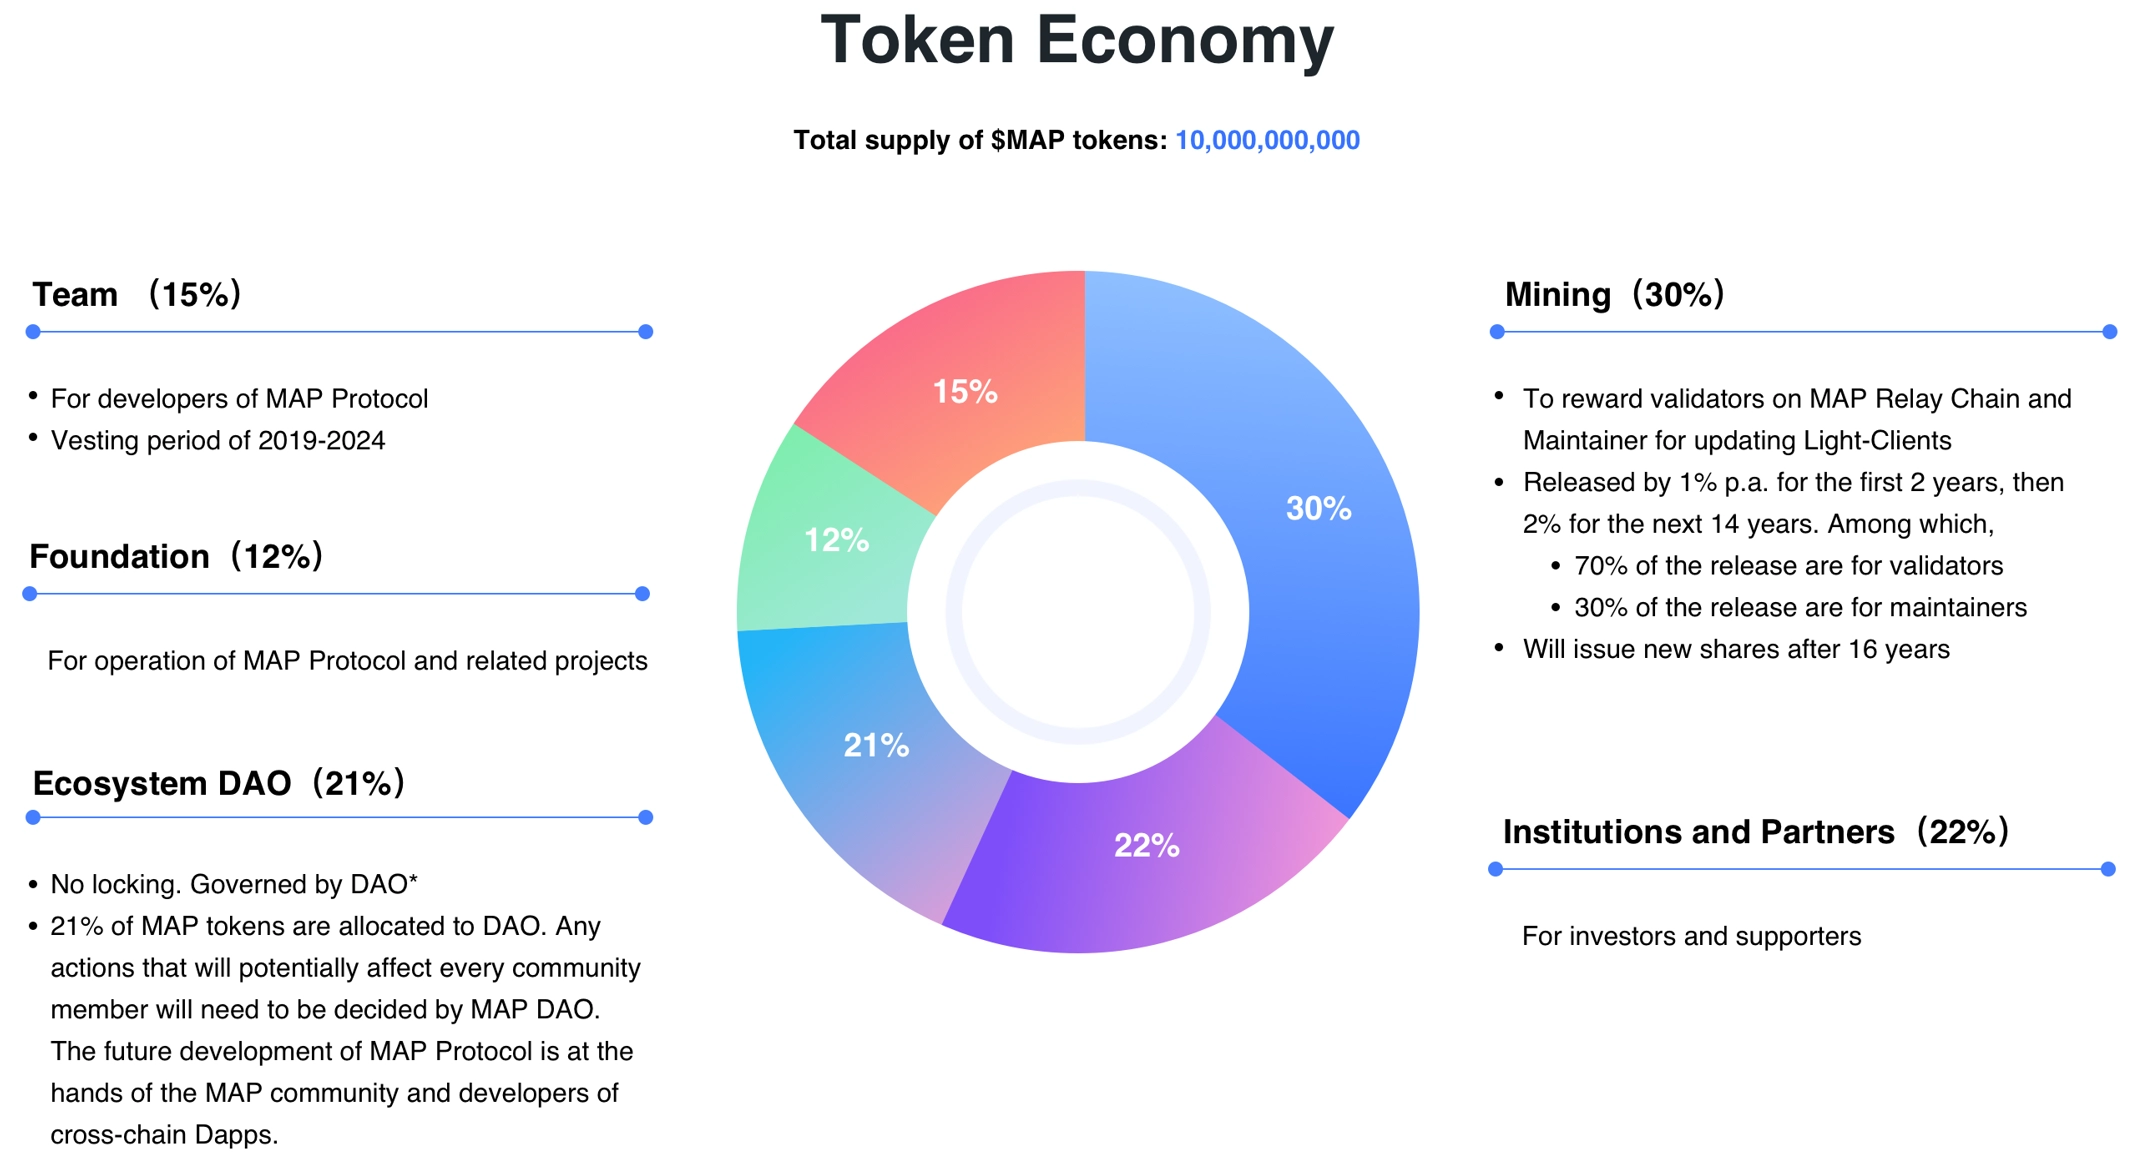 Token Economy
Total supply of $MAP tokens: 10,000,000,000
Team （15%）
• For developers of MAP Protocol
• Vesting period of 2019-2024
Foundation（12%）
For operation of MAP Protocol and related projects
Ecosystem DAO（21%）
• No locking. Governed by DAO*
• 21% of MAP tokens are allocated to DAO. Any
actions that will potentially affect every community
member will need to be decided by MAP DAO.
The future development of MAP Protocol is at the
hands of the MAP community and developers of
cross-chain Dapps.
15%
30%
12%
21%
22%
Mining（30%）
• To reward validators on MAP Relay Chain and
Maintainer for updating Light-Clients
• Released by 1% p.a. for the first 2 years, then
2% for the next 14 years. Among which,
• 70% of the release are for validators
• 30% of the release are for maintainers
• Will issue new shares after 16 years
Institutions and Partners（22%）
For investors and supporters